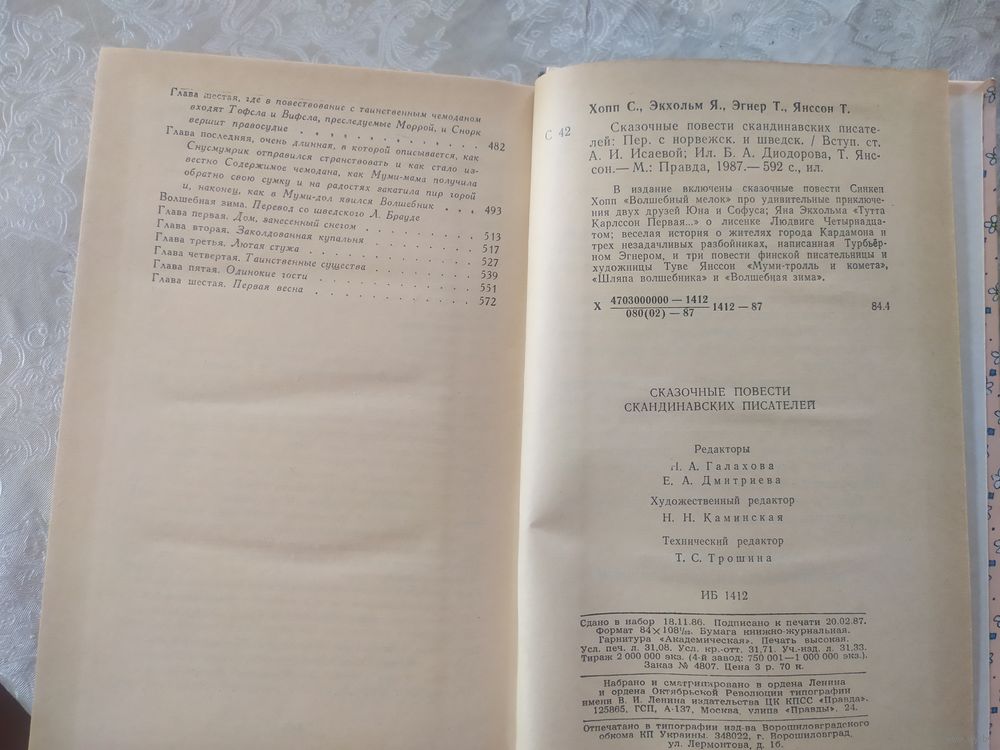 Глава шестая, где в повествование с таинственным чемоданом
входят Тофсла и Вифсла, преследуемые Моррой, и Снорк
вершит правосудие . . . . . . . . . . 482
Глава последняя, очень длинная, в которой описывается, как
Снусмумрик отправился странствовать и как стало из-
вестно Содержимое чемодана, как Муми-мама получила
обратно свою сумку и на радостях закатила пир горой
и, наконец, как в Муми-дол явился Волшебник . . . 493
Волшебная зима. Перевод со шведского Л. Брауде
Глава первая. Дом, занесенный снегом . . . . . . 513
Глава вторая. Заколдованная купальня . . . . . . 517
Глава третья. Лютая стужа . . . . . . . . . 527
Глава четвертая. Таинственные существа . . . . . 539
Глава пятая. Одинокие гости . . . . . . . . 551
Глава шестая. Первая весна . . . . . . . . 572
Хопп С., Экхольм Я., Эгнер Т., Янссон Т.
С 42
Сказочные повести скандинавских писате-
лей: Пер. с норвежск. и шведск. / Вступ. ст.
А. И. Исаевой; Ил. Б. А. Диодорова, Т. Янс-
сон.— М.: Правда, 1987.— 592 с., ил.
В издание включены сказочные повести Синкен
Хопп «Волшебный мелок» про удивительные приключе-
ния двух друзей Юна и Софуса; Яна Экхольма «Тутта
Карлссон Первая...» о лисенке Людвиге Четырнадца-
том; веселая история о жителях города Кардамона и
трех незадачливых разбойниках, написанная Турбьёр-
ном Эгнером, и три повести финской писательницы и
художницы Туве Янссон «Муми-тролль и комета»,
«Шляпа волшебника» и «Волшебная зима».
Х 4703000000 — 1412
080(02) — 87 1412 — 87 84.4
СКАЗОЧНЫЕ ПОВЕСТИ
СКАНДИНАВСКИХ ПИСАТЕЛЕЙ
Редакторы
А. Галахова
Е. А. Дмитриева
Художественный редактор
Н. Н. Каминская
Технический редактор
Т. С. Трошина
ИБ 1412
Сдано в набор 18.11.86. Подписано к печати 20.02.87.
Формат 84×108¹/₃₂. Бумага книжно-журнальная.
Гарнитура «Академическая». Печать высокая.
Усл. печ. л. 31,08. Усл. кр.-отт. 31,71. Уч.-изд. л. 31,33.
Тираж 2 000 000 экз. (4-й завод: 750 001—1 000 000 экз.).
Заказ № 4807. Цена 3 р. 70 к.
Набрано и сматрицировано в ордена Ленина
и ордена Октябрьской Революции типографии
имени В. И. Ленина издательства ЦК КПСС «Правда».
125865, ГСП, А-137, Москва, улица «Правды», 24.
Отпечатано в типографии изд-ва Ворошиловградского
обкома КП Украины. 348022, г. Ворошиловград,
ул. Лермонтова, д. 1б.